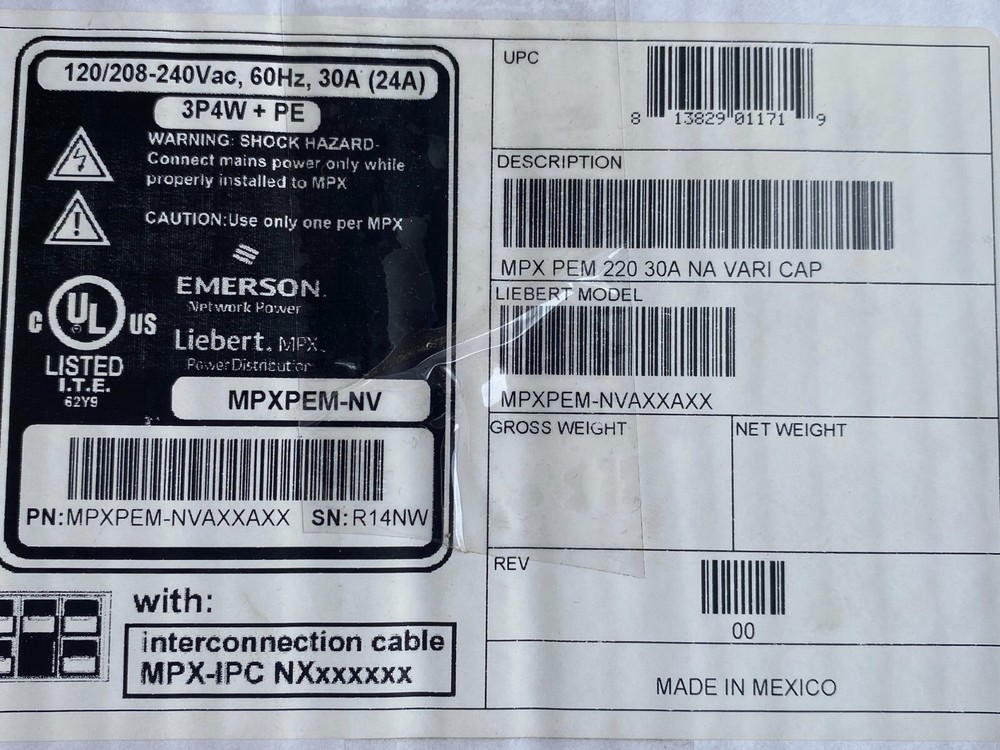 120/208-240Vac, 60Hz, 30A (24A)
3P4W + PE
WARNING: SHOCK HAZARD-
Connect mains power only while
properly installed to MPX
CAUTION:Use only one per MPX
EMERSON.
Network Power
Liebert. MPX
Power Distribution
C UL US
LISTED
I.T.E.
62Y9
MPXPEM-NV
PN:MPXPEM-NVAXXAXX SN:R14NW
with:
interconnection cable
MPX-IPC NXxxxxxx
UPC
8 13829 01171 9
DESCRIPTION
MPX PEM 220 30A NA VARI CAP
LIEBERT MODEL
MPXPEM-NVAXXAXX
GROSS WEIGHT
NET WEIGHT
REV
00
MADE IN MEXICO